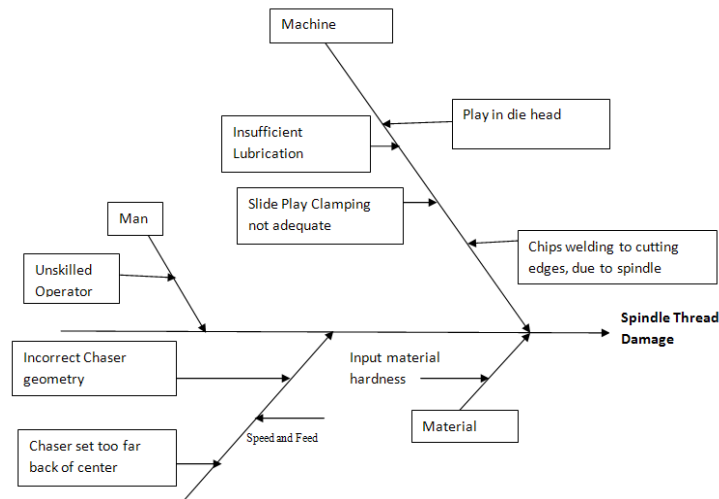 Machine
Play in die head
Insufficient
Lubrication
Slide Play Clamping
not adequate
Man
Chips welding to cutting
edges, due to spindle
Unskilled
Operator
Spindle Thread
Damage
Incorrect Chaser
geometry
Input material
hardness
Material
Speed and Feed
Chaser set too far
back of center